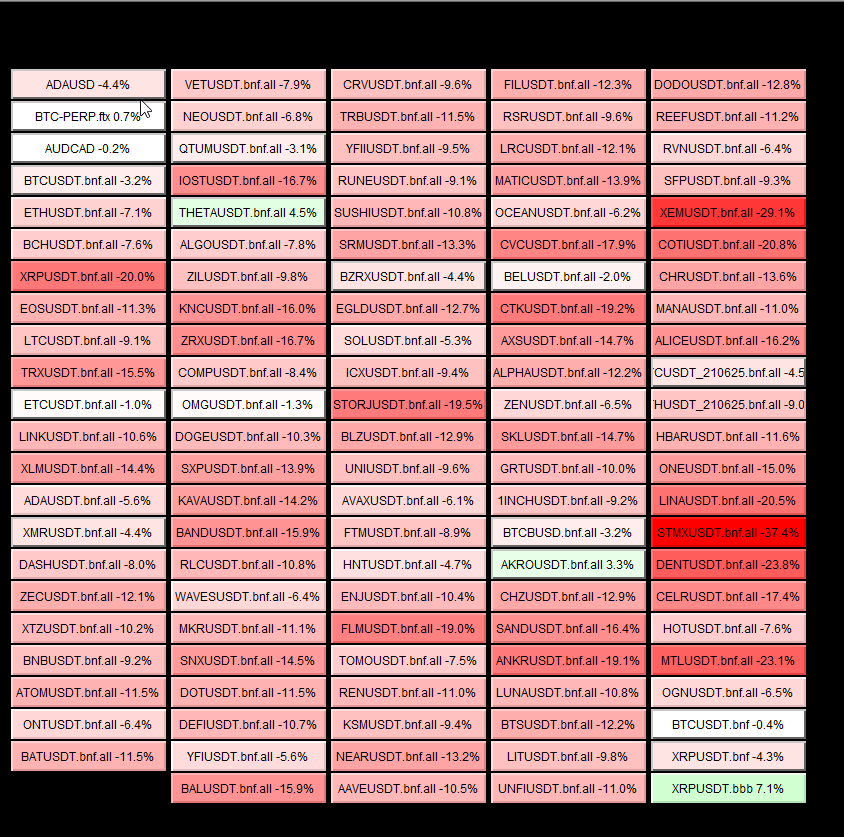 ADAUSD -4.4%
BTC-PERP.ftx 0.7%
AUDCAD -0.2%
BTCUSDT.bnf.all -3.2%
ETHUSDT.bnf.all -7.1%
BCHUSDT.bnf.all -7.6%
XRPUSDT.bnf.all -20.0%
EOSUSDT.bnf.all -11.3%
LTCUSDT.bnf.all -9.1%
TRXUSDT.bnf.all -15.5%
ETCUSDT.bnf.all -1.0%
LINKUSDT.bnf.all -10.6%
XLMUSDT.bnf.all -14.4%
ADAUSDT.bnf.all -5.6%
XMRUSDT.bnf.all -4.4%
DASHUSDT.bnf.all -8.0%
ZECUSDT.bnf.all -12.1%
XTZUSDT.bnf.all -10.2%
BNBUSDT.bnf.all -9.2%
ATOMUSDT.bnf.all -11.5%
ONTUSDT.bnf.all -6.4%
BATUSDT.bnf.all -11.5%
VETUSDT.bnf.all -7.9%
NEOUSDT.bnf.all -6.8%
QTUMUSDT.bnf.all -3.1%
IOSTUSDT.bnf.all -16.7%
THETAUSDT.bnf.all 4.5%
ALGOUSDT.bnf.all -7.8%
ZILUSDT.bnf.all -9.8%
KNCUSDT.bnf.all -16.0%
ZRXUSDT.bnf.all -16.7%
COMPUSDT.bnf.all -8.4%
OMGUSDT.bnf.all -1.3%
DOGEUSDT.bnf.all -10.3%
SXPUSDT.bnf.all -13.9%
KAVAUSDT.bnf.all -14.2%
BANDUSDT.bnf.all -15.9%
RLCUSDT.bnf.all -10.8%
WAVESUSDT.bnf.all -6.4%
MKRUSDT.bnf.all -11.1%
SNXUSDT.bnf.all -14.5%
DOTUSDT.bnf.all -11.5%
DEFIUSDT.bnf.all -10.7%
YFIUSDT.bnf.all -5.6%
BALUSDT.bnf.all -15.9%
CRVUSDT.bnf.all -9.6%
TRBUSDT.bnf.all -11.5%
YFIIUSDT.bnf.all -9.5%
RUNEUSDT.bnf.all -9.1%
SUSHIUSDT.bnf.all -10.8%
SRMUSDT.bnf.all -13.3%
BZRXUSDT.bnf.all -4.4%
EGLDUSDT.bnf.all -12.7%
SOLUSDT.bnf.all -5.3%
ICXUSDT.bnf.all -9.4%
STORJUSDT.bnf.all -19.5%
BLZUSDT.bnf.all -12.9%
UNIUSDT.bnf.all -9.6%
AVAXUSDT.bnf.all -6.1%
FTMUSDT.bnf.all -8.9%
HNTUSDT.bnf.all -4.7%
ENJUSDT.bnf.all -10.4%
FLMUSDT.bnf.all -19.0%
TOMOUSDT.bnf.all -7.5%
RENUSDT.bnf.all -11.0%
KSMUSDT.bnf.all -9.4%
NEARUSDT.bnf.all -13.2%
AAVEUSDT.bnf.all -10.5%
FILUSDT.bnf.all -12.3%
RSRUSDT.bnf.all -9.6%
LRCUSDT.bnf.all -12.1%
MATICUSDT.bnf.all -13.9%
OCEANUSDT.bnf.all -6.2%
CVCUSDT.bnf.all -17.9%
BELUSDT.bnf.all -2.0%
CTKUSDT.bnf.all -19.2%
AXSUSDT.bnf.all -14.7%
ALPHAUSDT.bnf.all -12.2%
ZENUSDT.bnf.all -6.5%
SKLUSDT.bnf.all -14.7%
GRTUSDT.bnf.all -10.0%
1INCHUSDT.bnf.all -9.2%
BTCBUSD.bnf.all -3.2%
AKROUSDT.bnf.all 3.3%
CHZUSDT.bnf.all -12.9%
SANDUSDT.bnf.all -16.4%
ANKRUSDT.bnf.all -19.1%
LUNAUSDT.bnf.all -10.8%
BTSUSDT.bnf.all -12.2%
LITUSDT.bnf.all -9.8%
UNFIUSDT.bnf.all -11.0%
DODOUSDT.bnf.all -12.8%
REEFUSDT.bnf.all -11.2%
RVNUSDT.bnf.all -6.4%
SFPUSDT.bnf.all -9.3%
XEMUSDT.bnf.all -29.1%
COTIUSDT.bnf.all -20.8%
CHRUSDT.bnf.all -13.6%
MANAUSDT.bnf.all -11.0%
ALICEUSDT.bnf.all -16.2%
CUSDT_210625.bnf.all -4.5
HUSDT_210625.bnf.all -9.0
HBARUSDT.bnf.all -11.6%
ONEUSDT.bnf.all -15.0%
LINAUSDT.bnf.all -20.5%
STMXUSDT.bnf.all -37.4%
DENTUSDT.bnf.all -23.8%
CELRUSDT.bnf.all -17.4%
HOTUSDT.bnf.all -7.6%
MTLUSDT.bnf.all -23.1%
OGNUSDT.bnf.all -6.5%
BTCUSDT.bnf -0.4%
XRPUSDT.bnf -4.3%
XRPUSDT.bbb 7.1%